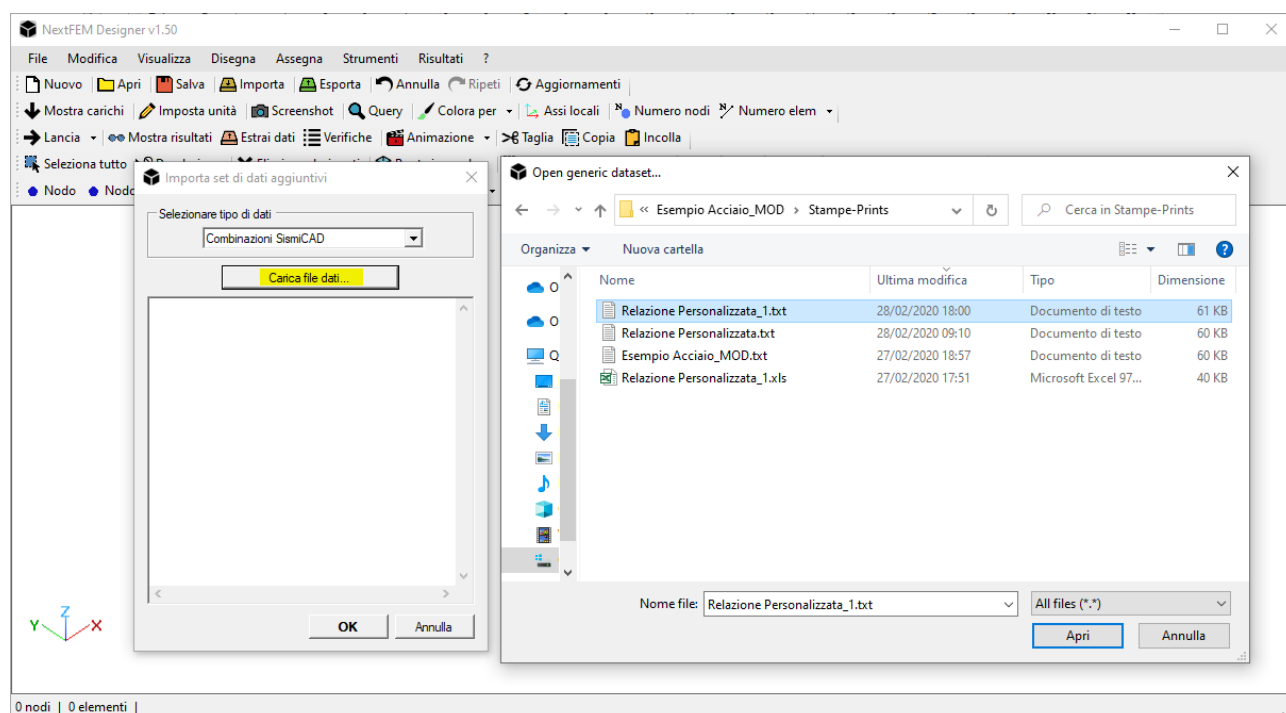 NextFEM Designer v1.50
File Modifica Visualizza Disegna Assegna Strumenti Risultati ?
Nuovo Apri Salva Importa Esporta Annulla Ripeti Aggiornamenti
Mostra carichi Imposta unità Screenshot Query Colora per Assi locali Numero nodi Numero elem
Lancia Mostra risultati Estrai dati Verifiche Animazione Taglia Copia Incolla
Seleziona tutto
Nodo
Importa set di dati aggiuntivi
Selezionare tipo di dati
Combinazioni SismiCAD
Carica file dati...
OK Annulla
Open generic dataset...
« Esempio Acciaio_MOD > Stampe-Prints
Cerca in Stampe-Prints
Organizza Nuova cartella
Nome Ultima modifica Tipo Dimensione
Relazione Personalizzata_1.txt 28/02/2020 18:00 Documento di testo 61 KB
Relazione Personalizzata.txt 28/02/2020 09:10 Documento di testo 60 KB
Esempio Acciaio_MOD.txt 27/02/2020 18:57 Documento di testo 60 KB
Relazione Personalizzata_1.xls 27/02/2020 17:51 Microsoft Excel 97... 40 KB
O
O
Q
Nome file: Relazione Personalizzata_1.txt All files (*.*)
Apri Annulla
Z
Y X
0 nodi | 0 elementi |